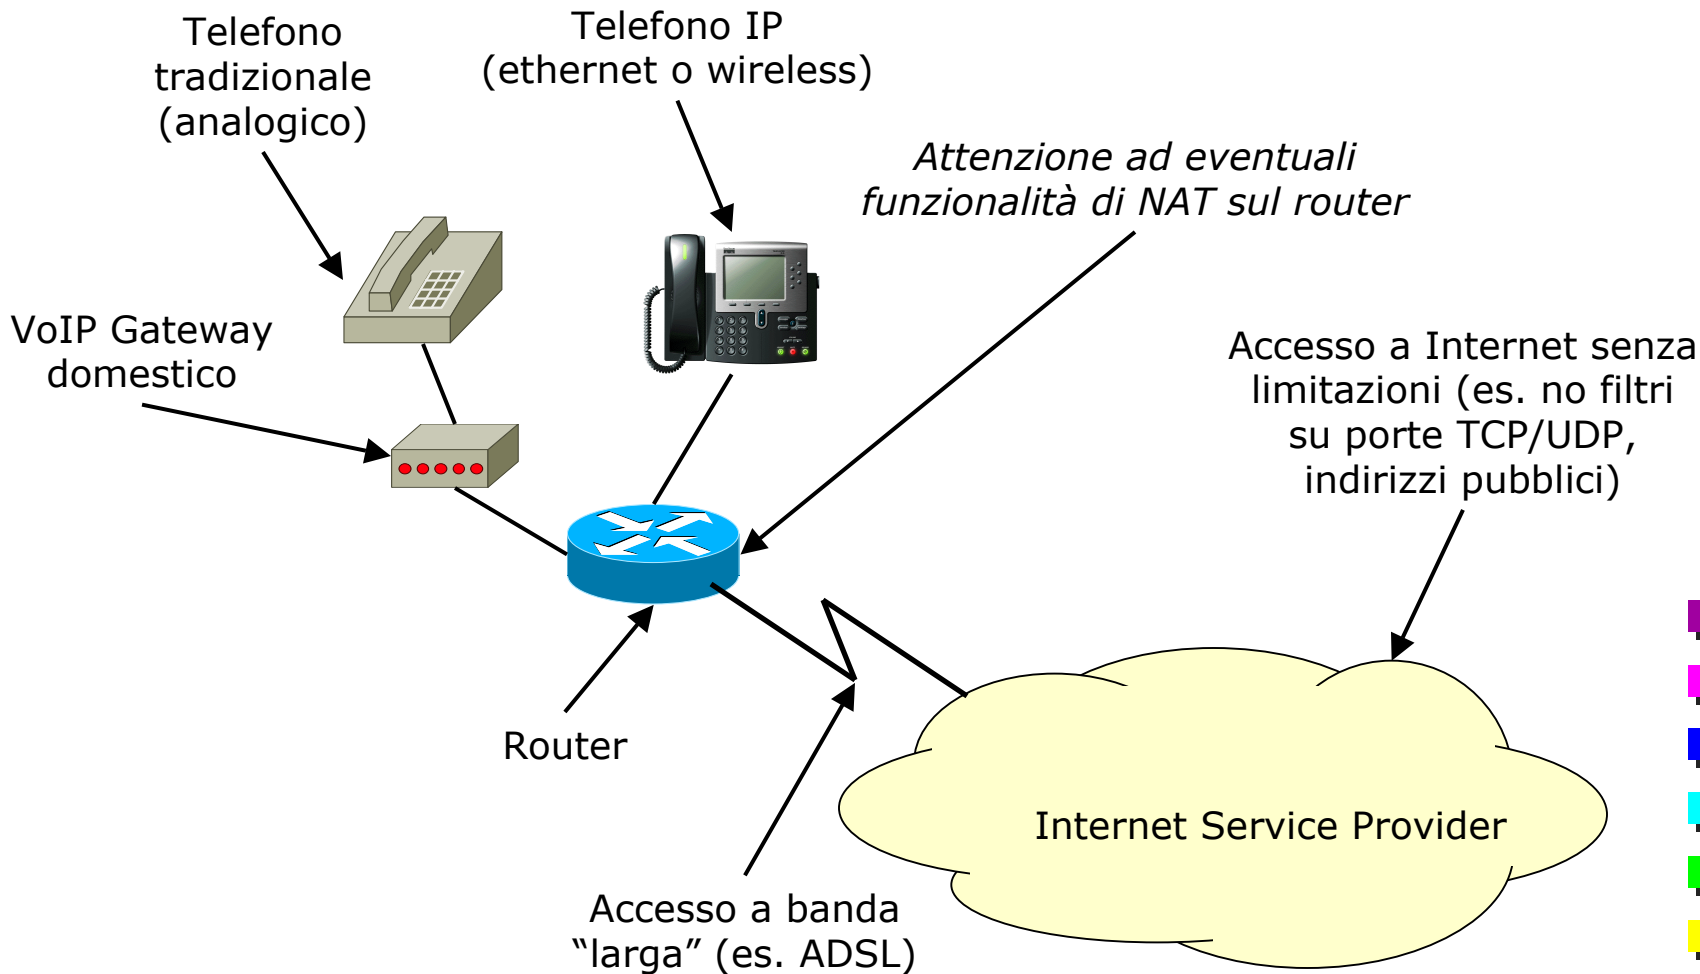 Telefono
tradizionale
(analogico)
Telefono IP
(ethernet o wireless)
Attenzione ad eventuali
funzionalità di NAT sul router
VoIP Gateway
domestico
Accesso a Internet senza
limitazioni (es. no filtri
su porte TCP/UDP,
indirizzi pubblici)
Router
Internet Service Provider
Accesso a banda
“larga” (es. ADSL)